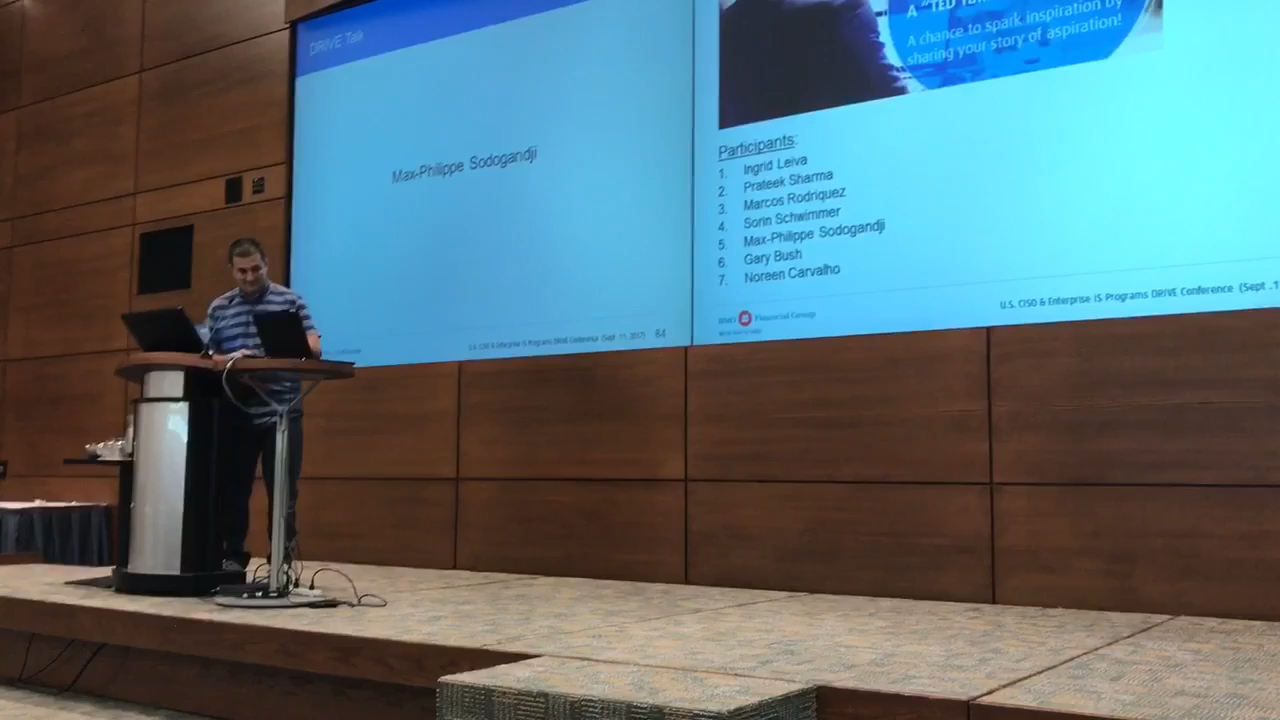 DRIVE Talk
Max-Philippe Sodogandji
U.S. CISO & Enterprise IS Programs DRIVE Conference (Sept. 11, 2017) 84
A "TED
A chance to spark inspiration by
sharing your story of aspiration!
Participants:
1. Ingrid Leiva
2. Prateek Sharma
3. Marcos Rodriquez
4. Sorin Schwimmer
5. Max-Philippe Sodogandji
6. Gary Bush
7. Noreen Carvalho
BMO Financial Group
U.S. CISO & Enterprise IS Programs DRIVE Conference (Sept .1